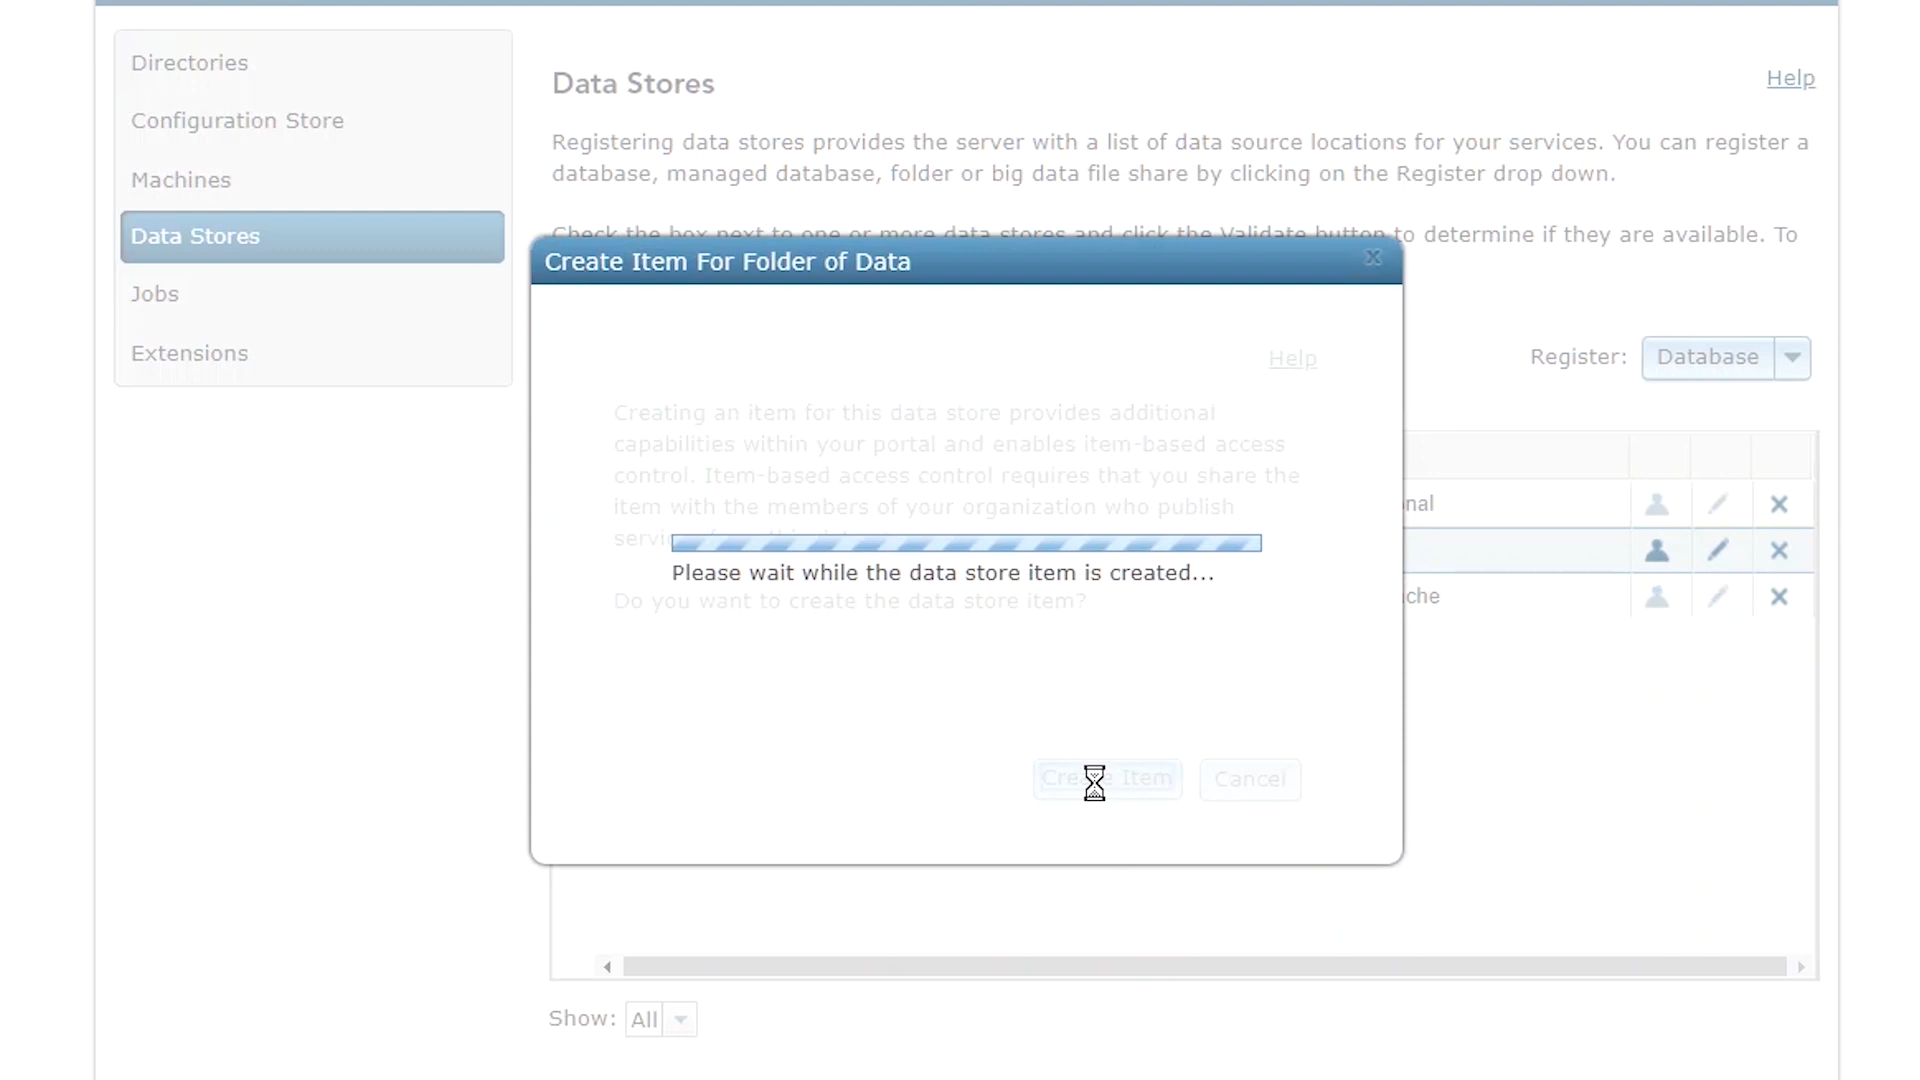 Directories
Configuration Store
Machines
Data Stores
Jobs
Extensions
Data Stores
Help
Registering data stores provides the server with a list of data source locations for your services. You can register a
database, managed database, folder or big data file share by clicking on the Register drop down.
Check the box next to one or more data stores and click the Validate button to determine if they are available. To
Register: Database
Create Item For Folder of Data
x
Help
Creating an item for this data store provides additional
capabilities within your portal and enables item-based access
control. Item-based access control requires that you share the
item with the members of your organization who publish
Please wait while the data store item is created...
Do you want to create the data store item?
Create Item
Cancel
nal
che
Show: All